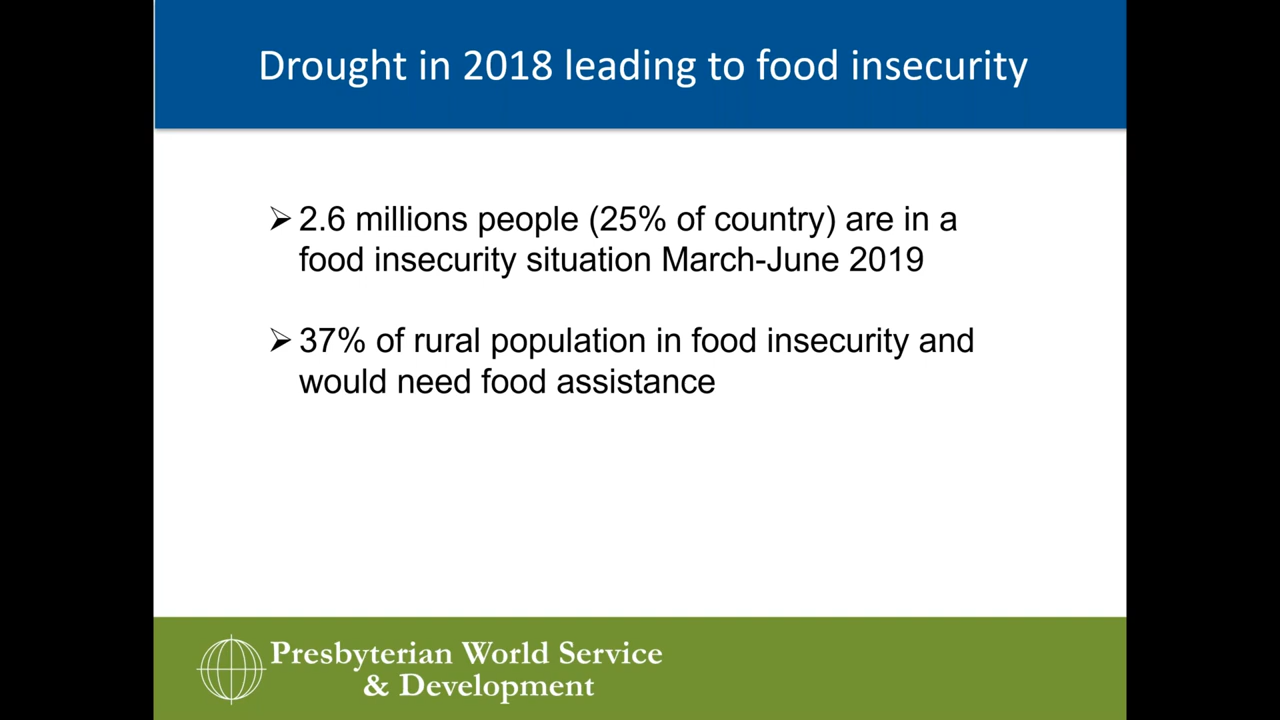 Drought in 2018 leading to food insecurity
➢ 2.6 millions people (25% of country) are in a
food insecurity situation March-June 2019
➢ 37% of rural population in food insecurity and
would need food assistance
Presbyterian World Service
& Development